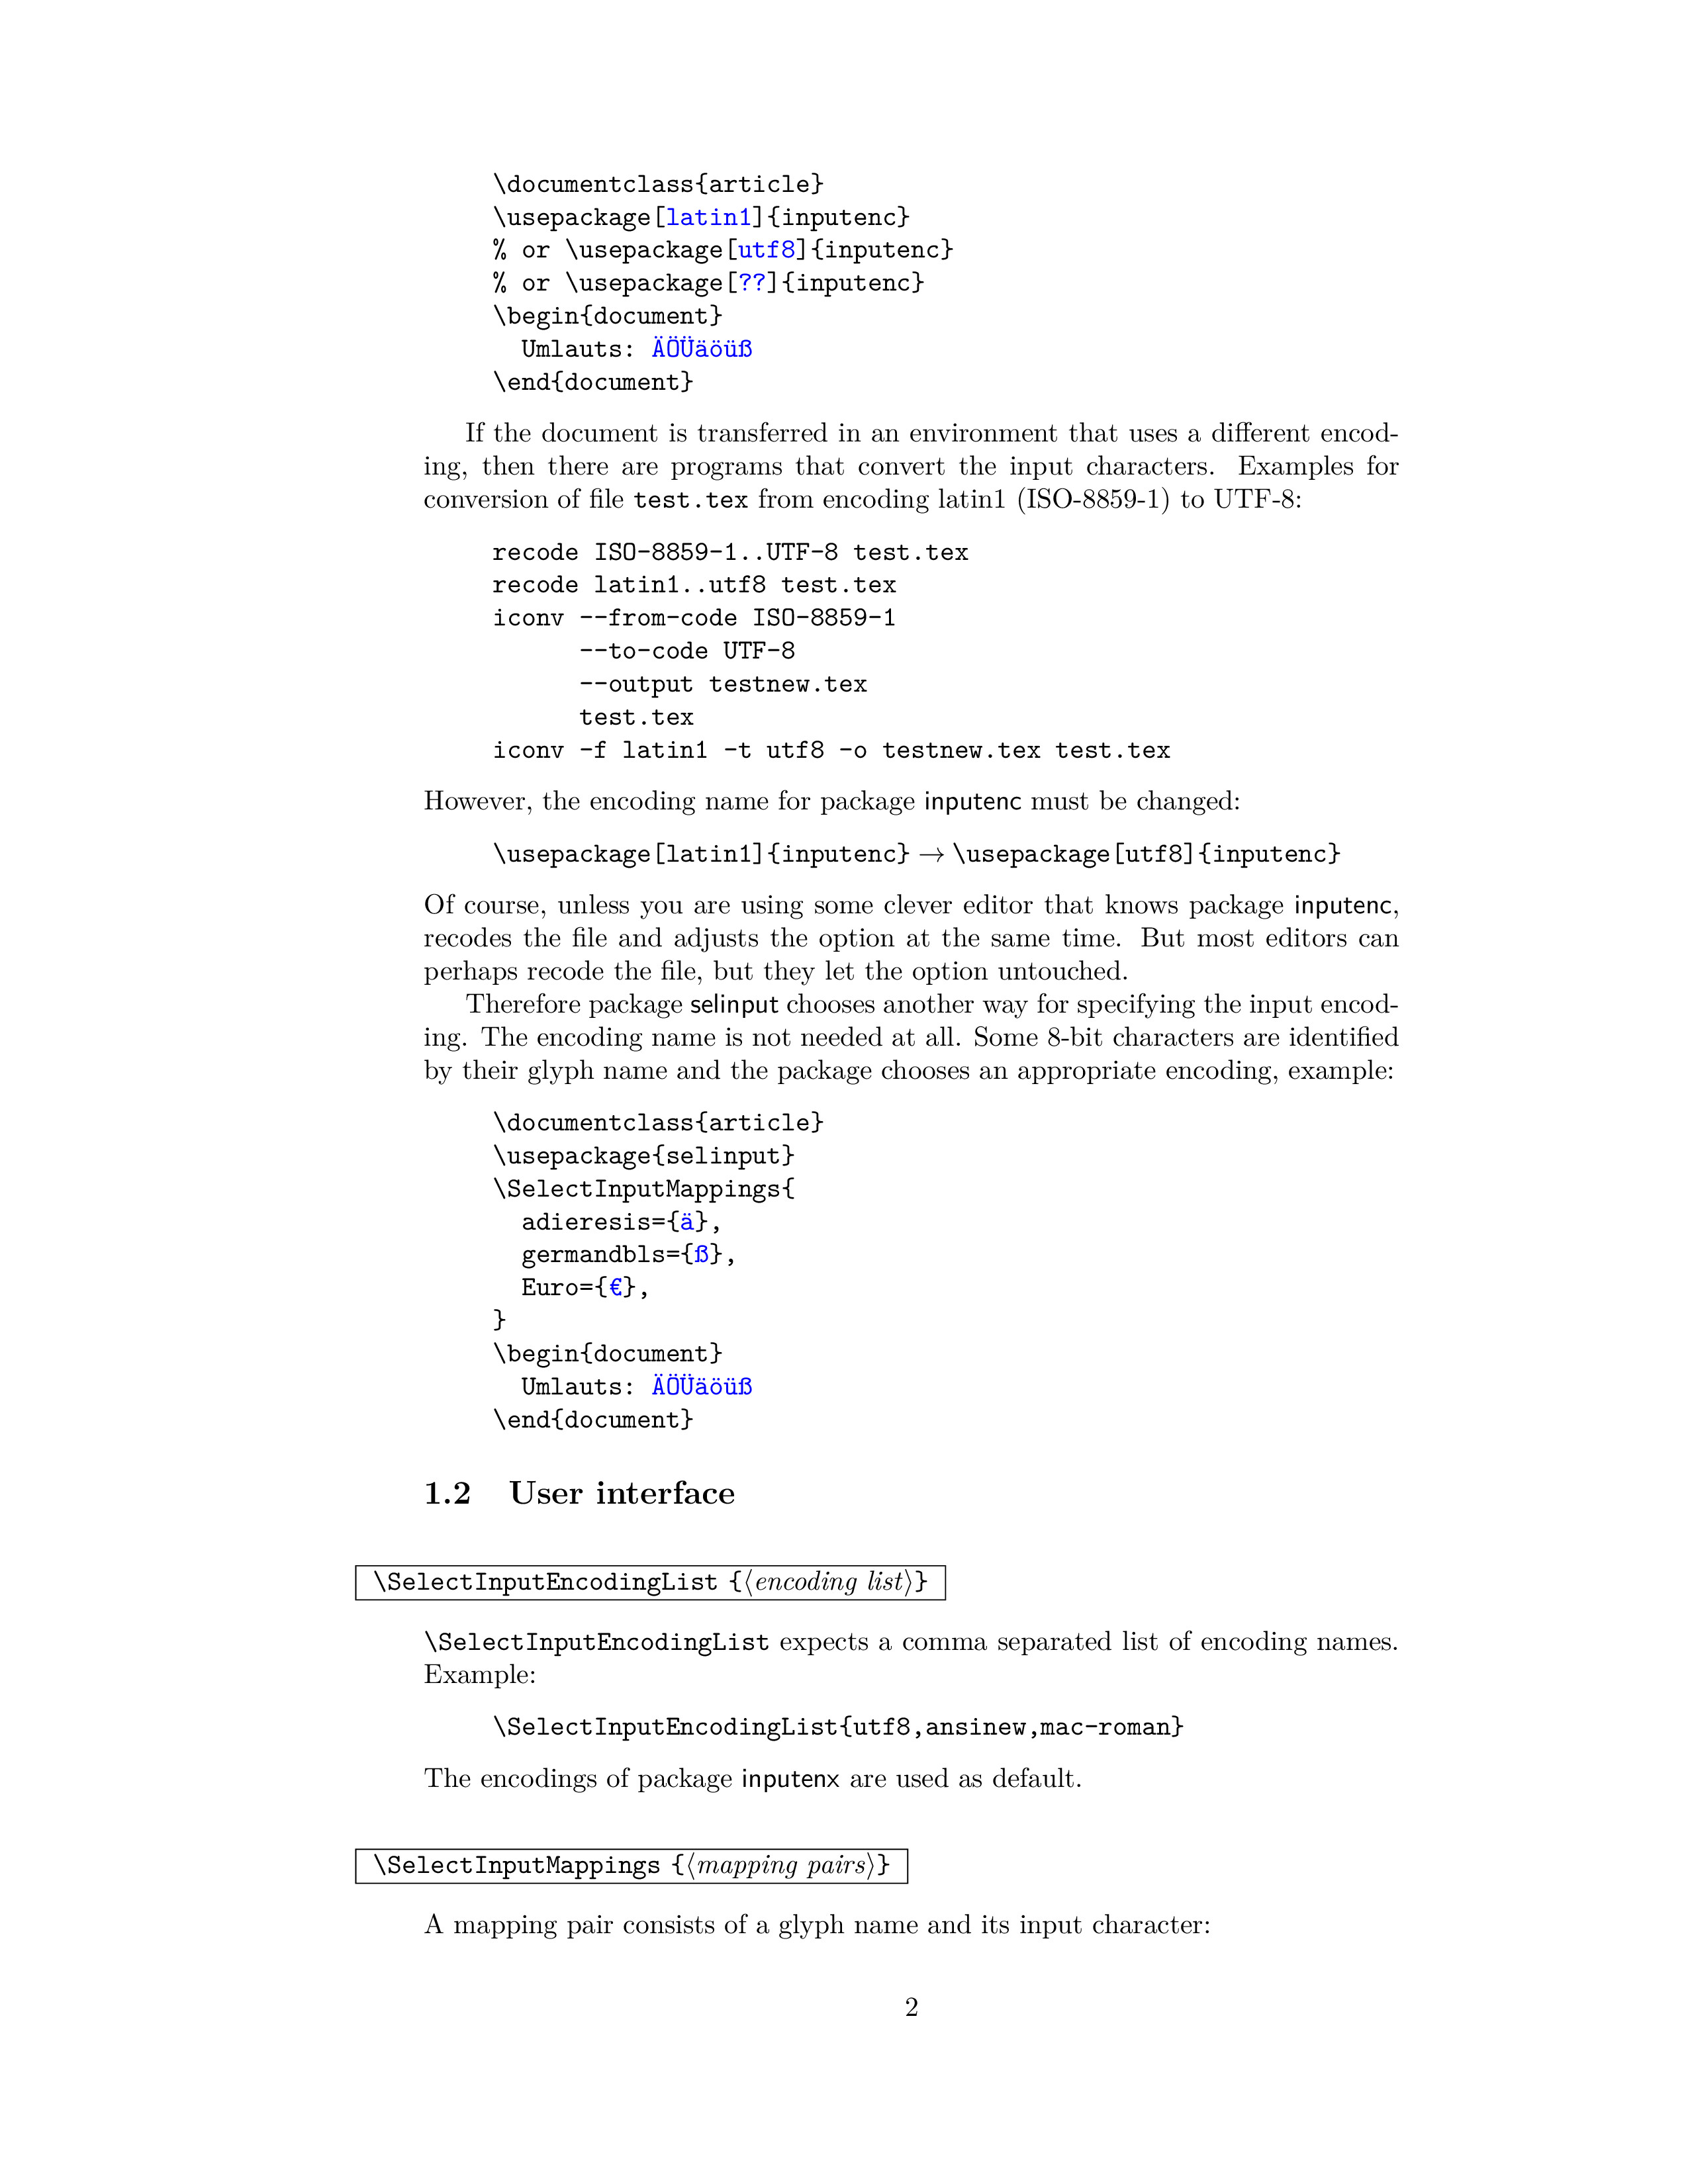 \documentclass{article}
\usepackage[latin1]{inputenc}
% or \usepackage[utf8]{inputenc}
% or \usepackage[??]{inputenc}
\begin{document}
  Umlauts: ÄÖÜäöüß
\end{document}
If the document is transferred in an environment that uses a different encod-
ing, then there are programs that convert the input characters. Examples for
conversion of file test.tex from encoding latin1 (ISO-8859-1) to UTF-8:
recode ISO-8859-1..UTF-8 test.tex
recode latin1..utf8 test.tex
iconv --from-code ISO-8859-1
      --to-code UTF-8
      --output testnew.tex
      test.tex
iconv -f latin1 -t utf8 -o testnew.tex test.tex
However, the encoding name for package inputenc must be changed:
\usepackage[latin1]{inputenc} → \usepackage[utf8]{inputenc}
Of course, unless you are using some clever editor that knows package inputenc,
recodes the file and adjusts the option at the same time. But most editors can
perhaps recode the file, but they let the option untouched.
Therefore package selinput chooses another way for specifying the input encod-
ing. The encoding name is not needed at all. Some 8-bit characters are identified
by their glyph name and the package chooses an appropriate encoding, example:
\documentclass{article}
\usepackage{selinput}
\SelectInputMappings{
  adieresis={ä},
  germandbls={ß},
  Euro={€},
}
\begin{document}
  Umlauts: ÄÖÜäöüß
\end{document}
1.2 User interface
\SelectInputEncodingList {⟨encoding list⟩}
\SelectInputEncodingList expects a comma separated list of encoding names.
Example:
\SelectInputEncodingList{utf8,ansinew,mac-roman}
The encodings of package inputenx are used as default.
\SelectInputMappings {⟨mapping pairs⟩}
A mapping pair consists of a glyph name and its input character:
2